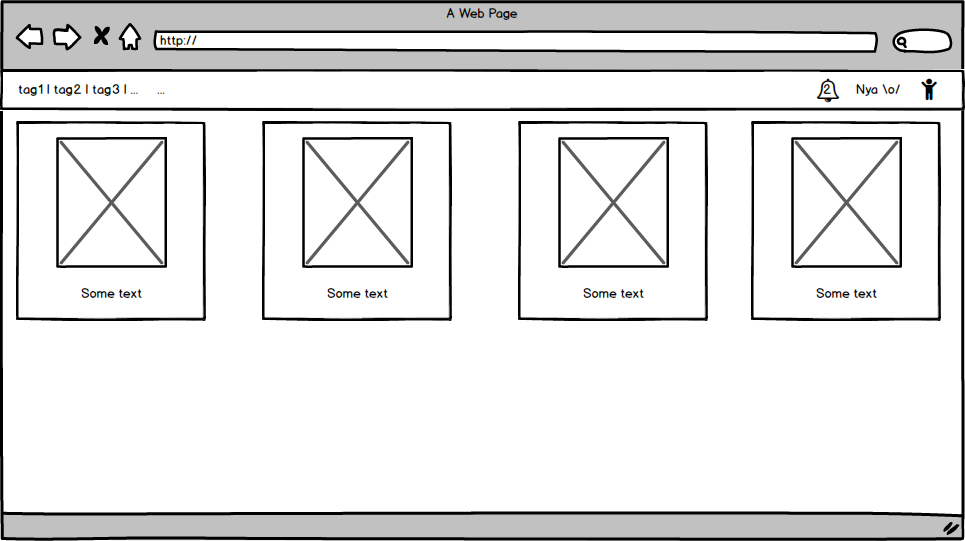 A Web Page
http://
tag1 | tag2 | tag3 | ... ...
2 Nya \o/
Some text Some text Some text Some text